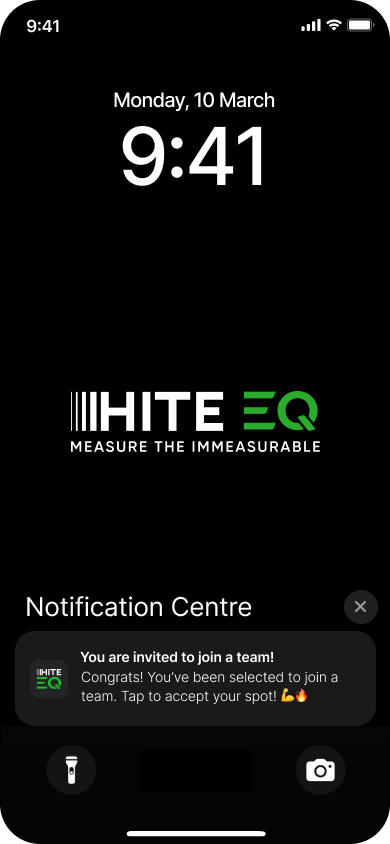 9:41
Monday, 10 March
9:41
HITE EQ
MEASURE THE IMMEASURABLE
Notification Centre
You are invited to join a team!
HITE
EQ
Congrats! You’ve been selected to join a
team. Tap to accept your spot! 💪🔥